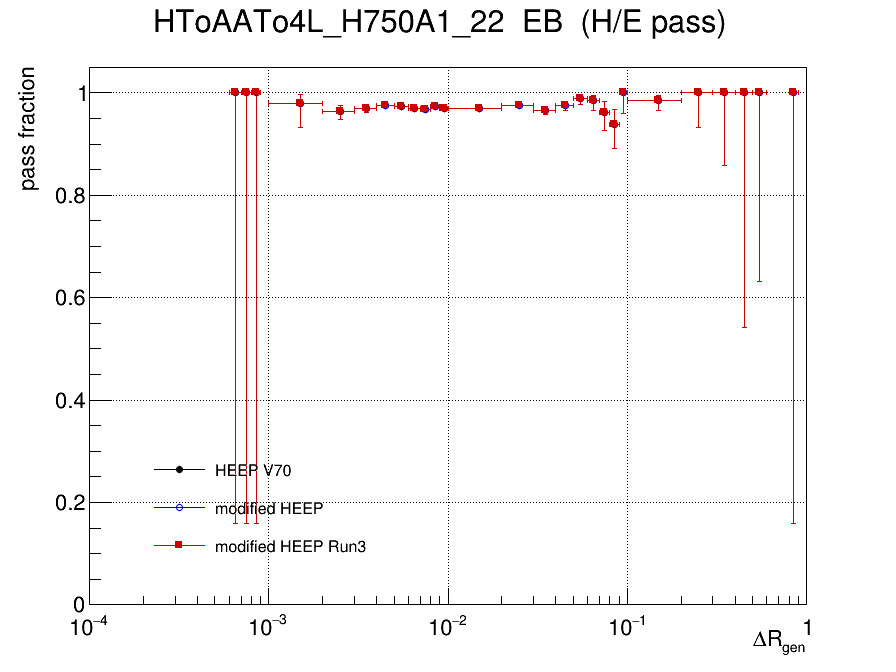 HToAATo4L_H750A1_22 EB (H/E pass)
pass fraction
1
0.8
0.6
0.4
0.2
0
HEEP V70
modified HEEP
modified HEEP Run3
10⁻⁴ 10⁻³ 10⁻² 10⁻¹ 1
ΔR_gen